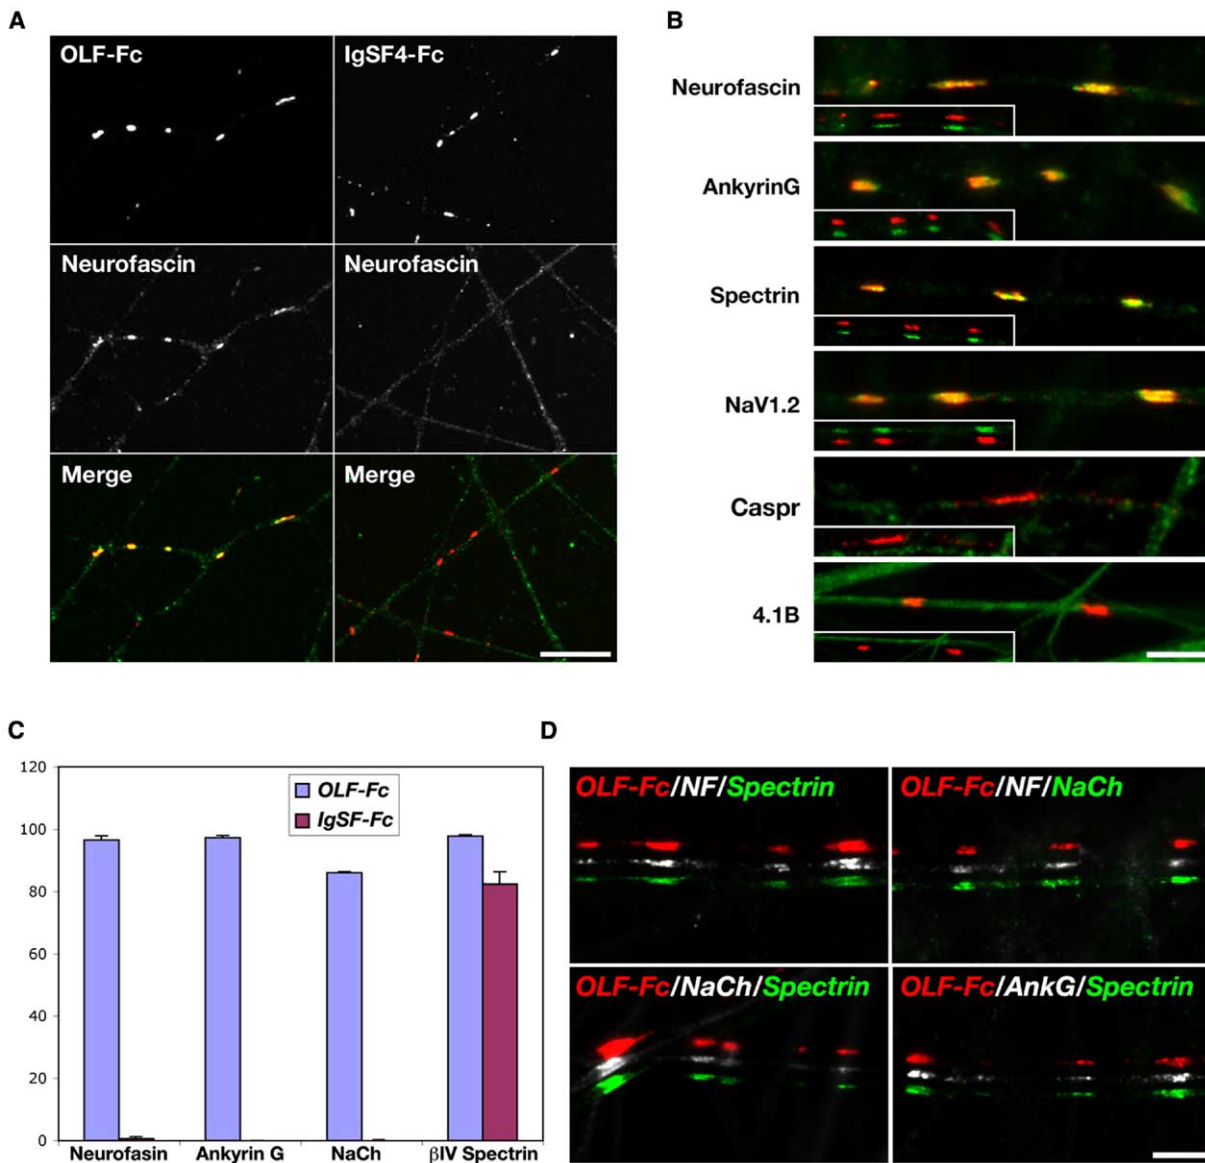 A
OLF-Fc
IgSF4-Fc
Neurofascin
Neurofascin
Merge
Merge
B
Neurofascin
AnkyrinG
Spectrin
NaV1.2
Caspr
4.1B
C
120
100
80
60
40
20
0
OLF-Fc
IgSF-Fc
Neurofasin
Ankyrin G
NaCh
βIV Spectrin
D
OLF-Fc/NF/Spectrin
OLF-Fc/NF/NaCh
OLF-Fc/NaCh/Spectrin
OLF-Fc/AnkG/Spectrin